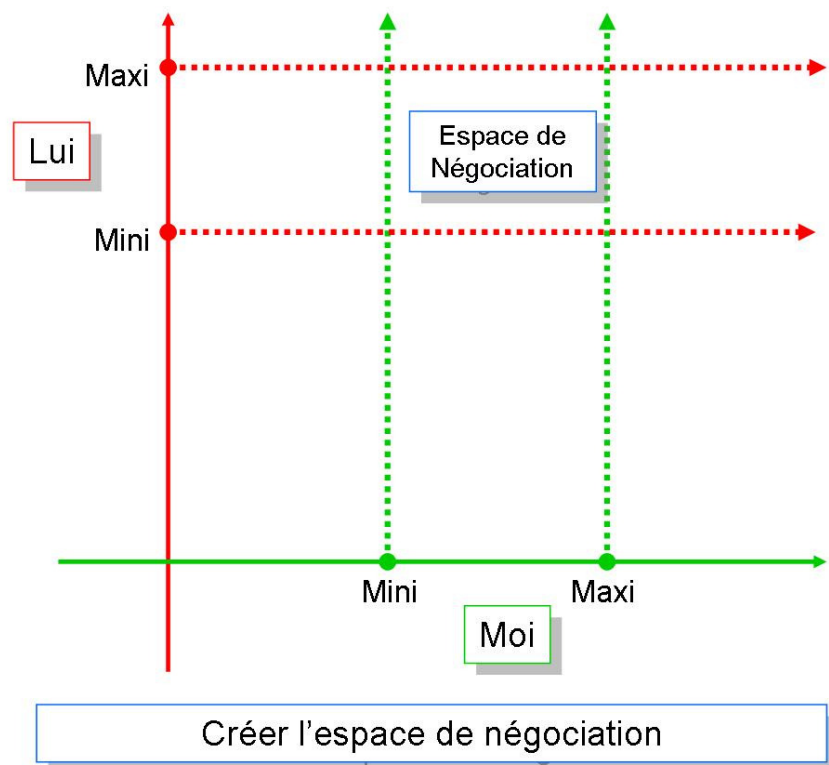 Maxi
Lui
Espace de
Négociation
Mini
Mini
Maxi
Moi
Créer l'espace de négociation